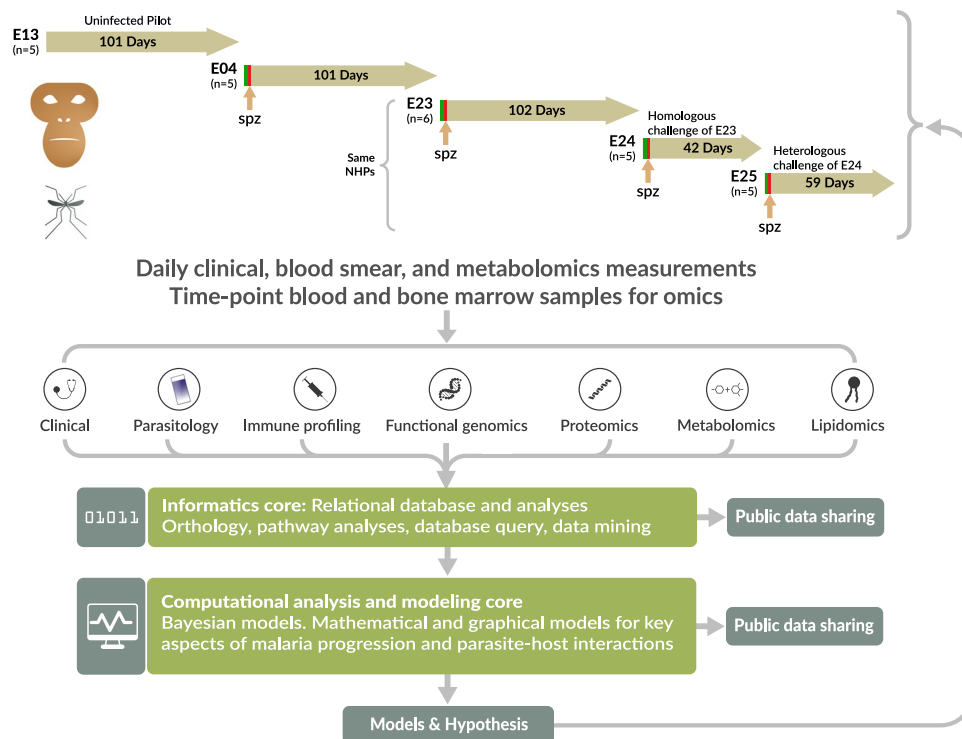 Uninfected Pilot
E13
(n=5)
101 Days
E04
(n=5)
101 Days
spz
E23
(n=6)
102 Days
spz
Same
NHPs
Homologous
challenge of E23
E24
(n=5)
42 Days
spz
Heterologous
challenge of E24
E25
(n=5)
59 Days
spz
Daily clinical, blood smear, and metabolomics measurements
Time-point blood and bone marrow samples for omics
Clinical
Parasitology
Immune profiling
Functional genomics
Proteomics
Metabolomics
Lipidomics
01011
Informatics core: Relational database and analyses
Orthology, pathway analyses, database query, data mining
Public data sharing
Computational analysis and modeling core
Bayesian models. Mathematical and graphical models for key
aspects of malaria progression and parasite-host interactions
Public data sharing
Models & Hypothesis